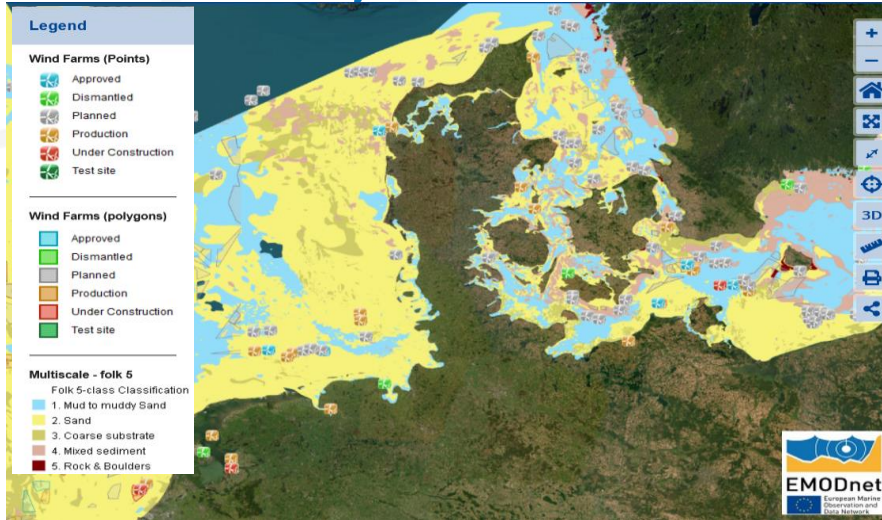 Legend
Wind Farms (Points)
Approved
Dismantled
Planned
Production
Under Construction
Test site
Wind Farms (polygons)
Approved
Dismantled
Planned
Production
Under Construction
Test site
Multiscale - folk 5
Folk 5-class Classification
1. Mud to muddy Sand
2. Sand
3. Coarse substrate
4. Mixed sediment
5. Rock & Boulders
+
−
3D
EMODnet
European Marine
Observation and
Data Network